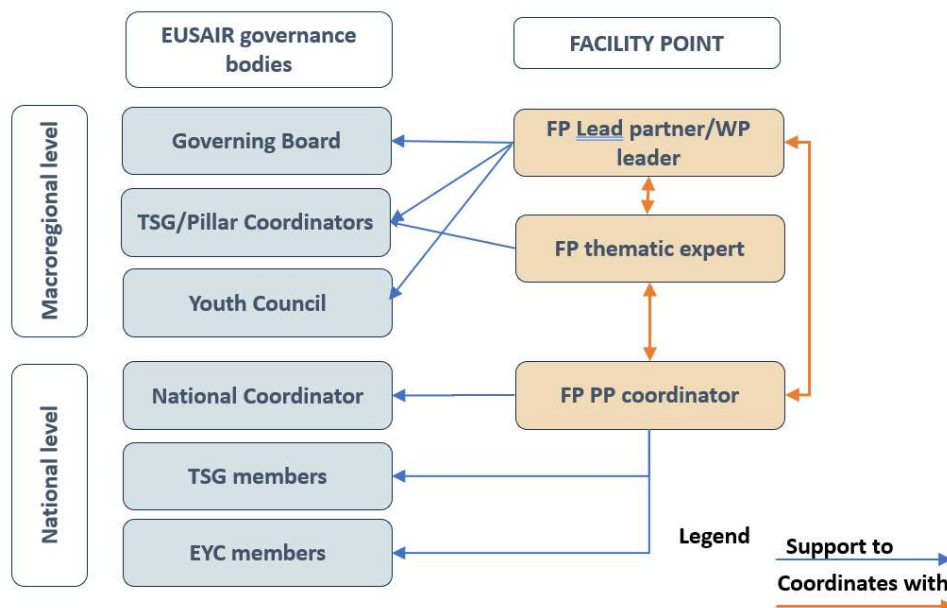 EUSAIR governance
bodies
FACILITY POINT
Macroregional level
Governing Board
FP Lead partner/WP
leader
TSG/Pillar Coordinators
FP thematic expert
Youth Council
National level
National Coordinator
FP PP coordinator
TSG members
EYC members
Legend
Support to
Coordinates with